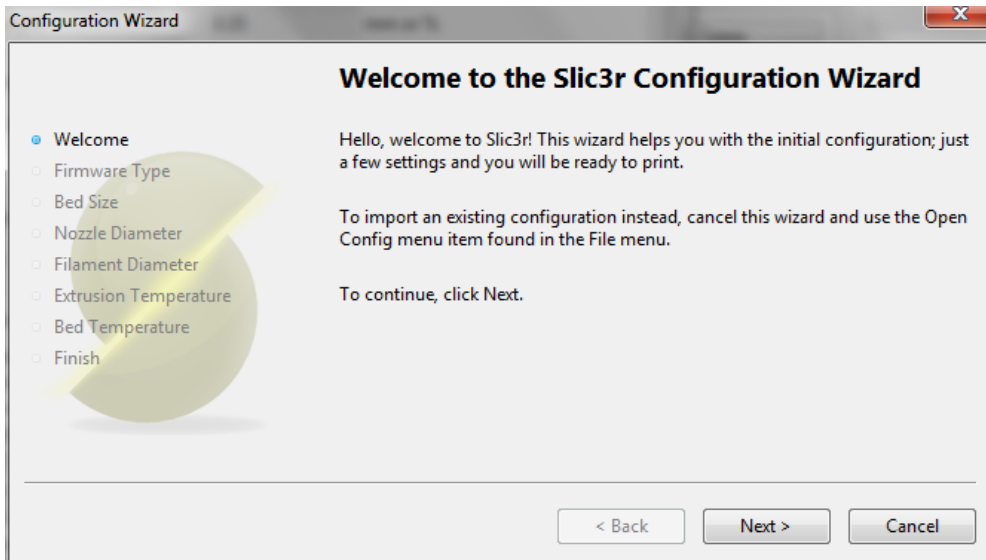 Configuration Wizard
Welcome to the Slic3r Configuration Wizard
Welcome
Firmware Type
Bed Size
Nozzle Diameter
Filament Diameter
Extrusion Temperature
Bed Temperature
Finish
Hello, welcome to Slic3r! This wizard helps you with the initial configuration; just
a few settings and you will be ready to print.
To import an existing configuration instead, cancel this wizard and use the Open
Config menu item found in the File menu.
To continue, click Next.
< Back
Next >
Cancel